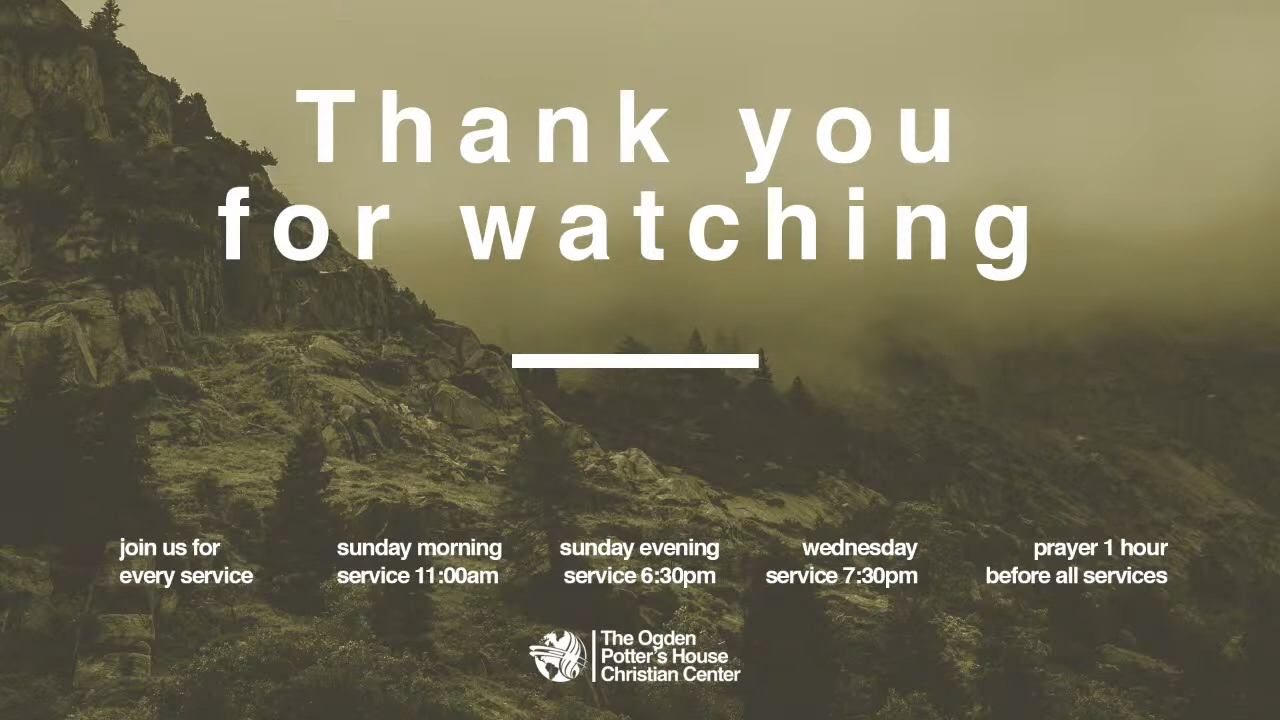 Thank you
for watching
join us for
every service
sunday morning
service 11:00am
sunday evening
service 6:30pm
wednesday
service 7:30pm
prayer 1 hour
before all services
The Ogden
Potter's House
Christian Center